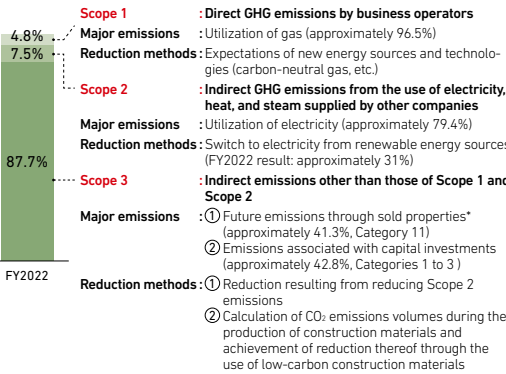 Scope 1 : Direct GHG emissions by business operators
4.8%
Major emissions : Utilization of gas (approximately 96.5%)
7.5%
Reduction methods : Expectations of new energy sources and technolo-
gies (carbon-neutral gas, etc.)
Scope 2 : Indirect GHG emissions from the use of electricity,
heat, and steam supplied by other companies
Major emissions : Utilization of electricity (approximately 79.4%)
Reduction methods : Switch to electricity from renewable energy sources
(FY2022 result: approximately 31%)
87.7%
Scope 3 : Indirect emissions other than those of Scope 1 and
Scope 2
Major emissions : ① Future emissions through sold properties*
(approximately 41.3%, Category 11)
② Emissions associated with capital investments
(approximately 42.8%, Categories 1 to 3 )
FY2022
Reduction methods : ① Reduction resulting from reducing Scope 2
emissions
② Calculation of CO₂ emissions volumes during the
production of construction materials and
achievement of reduction thereof through the
use of low-carbon construction materials